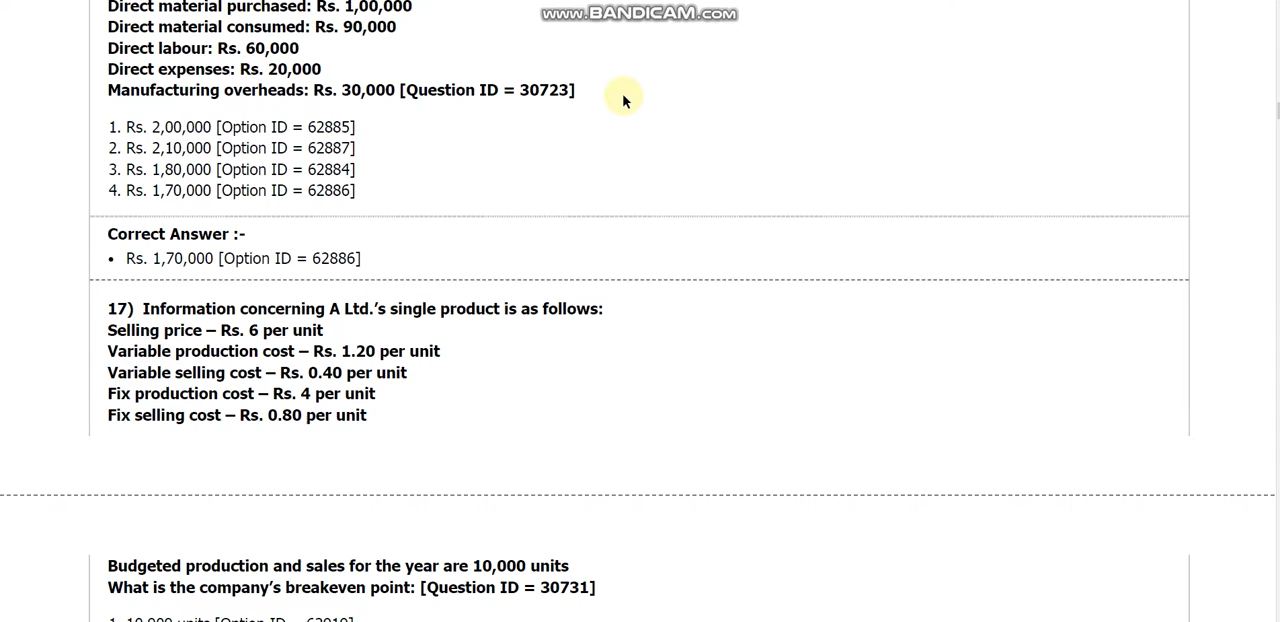 Direct material purchased: Rs. 1,00,000
www.BANDICAM.com
Direct material consumed: Rs. 90,000
Direct labour: Rs. 60,000
Direct expenses: Rs. 20,000
Manufacturing overheads: Rs. 30,000 [Question ID = 30723]
1. Rs. 2,00,000 [Option ID = 62885]
2. Rs. 2,10,000 [Option ID = 62887]
3. Rs. 1,80,000 [Option ID = 62884]
4. Rs. 1,70,000 [Option ID = 62886]
Correct Answer :-
• Rs. 1,70,000 [Option ID = 62886]
17) Information concerning A Ltd.’s single product is as follows:
Selling price – Rs. 6 per unit
Variable production cost – Rs. 1.20 per unit
Variable selling cost – Rs. 0.40 per unit
Fix production cost – Rs. 4 per unit
Fix selling cost – Rs. 0.80 per unit
Budgeted production and sales for the year are 10,000 units
What is the company’s breakeven point: [Question ID = 30731]
1. 10,000 units [Option ID =